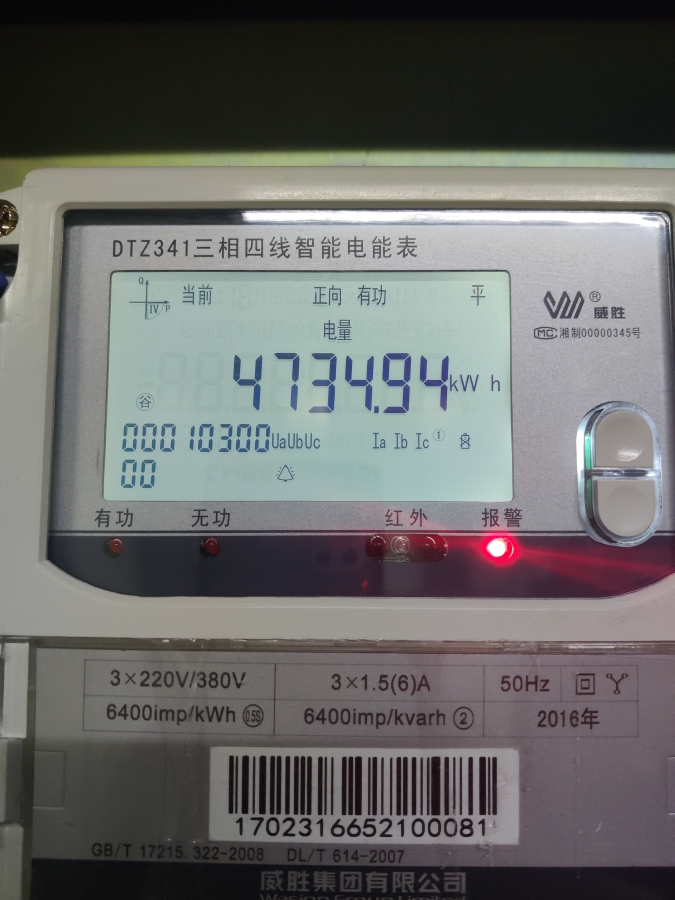 DTZ341三相四线智能电能表
Q
IV/P
当前 正向 有功 平
电量
4734.94kWh
谷
00010300UaUbUc Ia Ib Ic①
00
威胜®
MC 湘制00000345号
有功 无功 红外 报警
3×220V/380V 3×1.5(6)A 50Hz
6400imp/kWh 0.5S 6400imp/kvarh ② 2016年
1702316652100081
GB/T 17215.322-2008 DL/T 614-2007
威胜集团有限公司